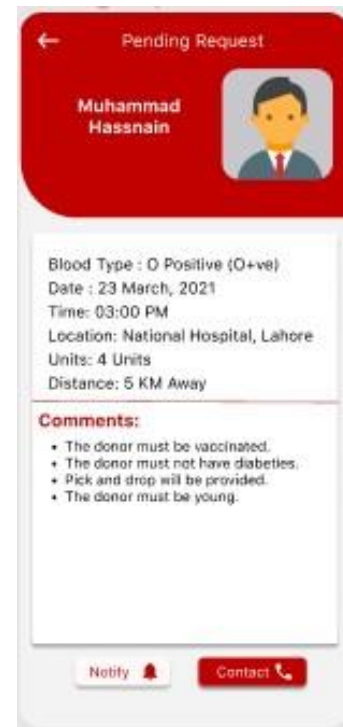 Pending Request
Muhammad
Hassnain
Blood Type : O Positive (O+ve)
Date : 23 March, 2021
Time: 03:00 PM
Location: National Hospital, Lahore
Units: 4 Units
Distance: 5 KM Away
Comments:
• The donor must be vaccinated.
• The donor must not have diabeties.
• Pick and drop will be provided.
• The donor must be young.
Notify
Contact